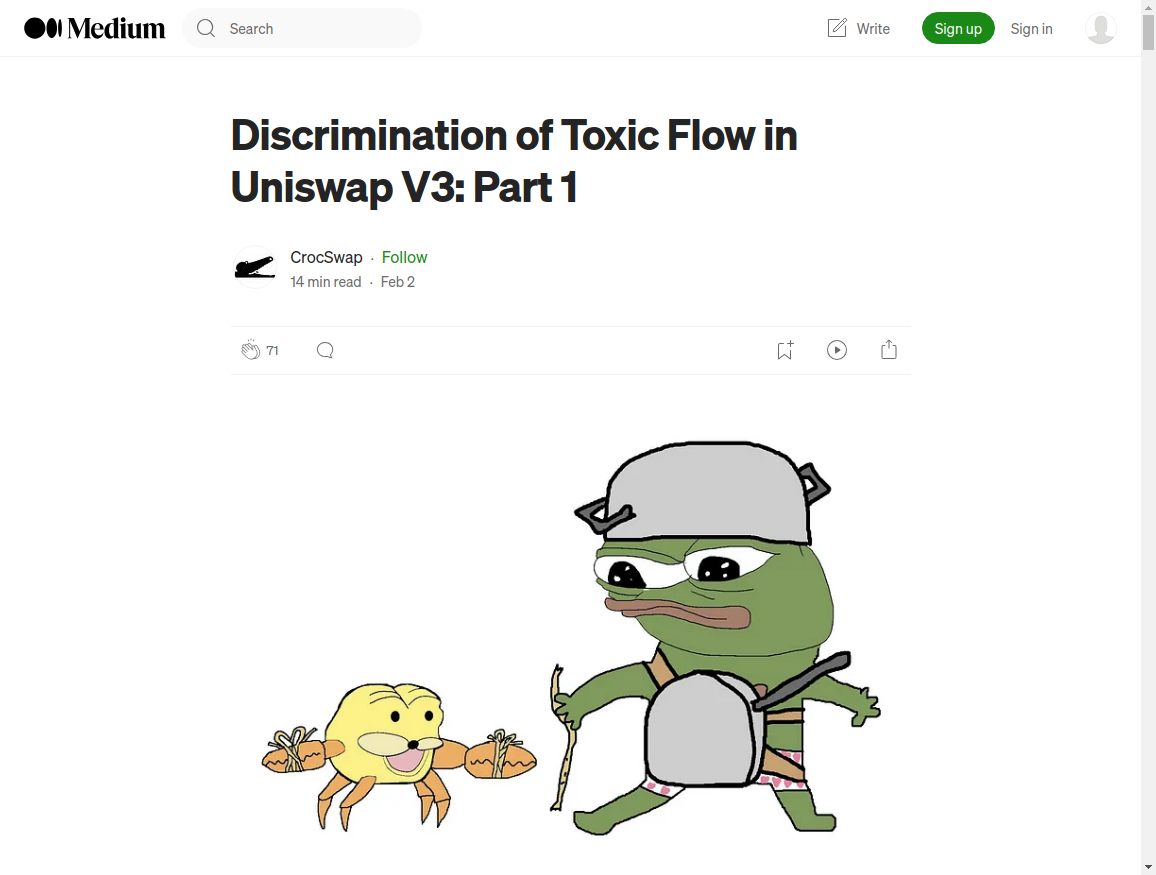 Medium
Search
Write
Sign up
Sign in
Discrimination of Toxic Flow in
Uniswap V3: Part 1
CrocSwap · Follow
14 min read · Feb 2
71